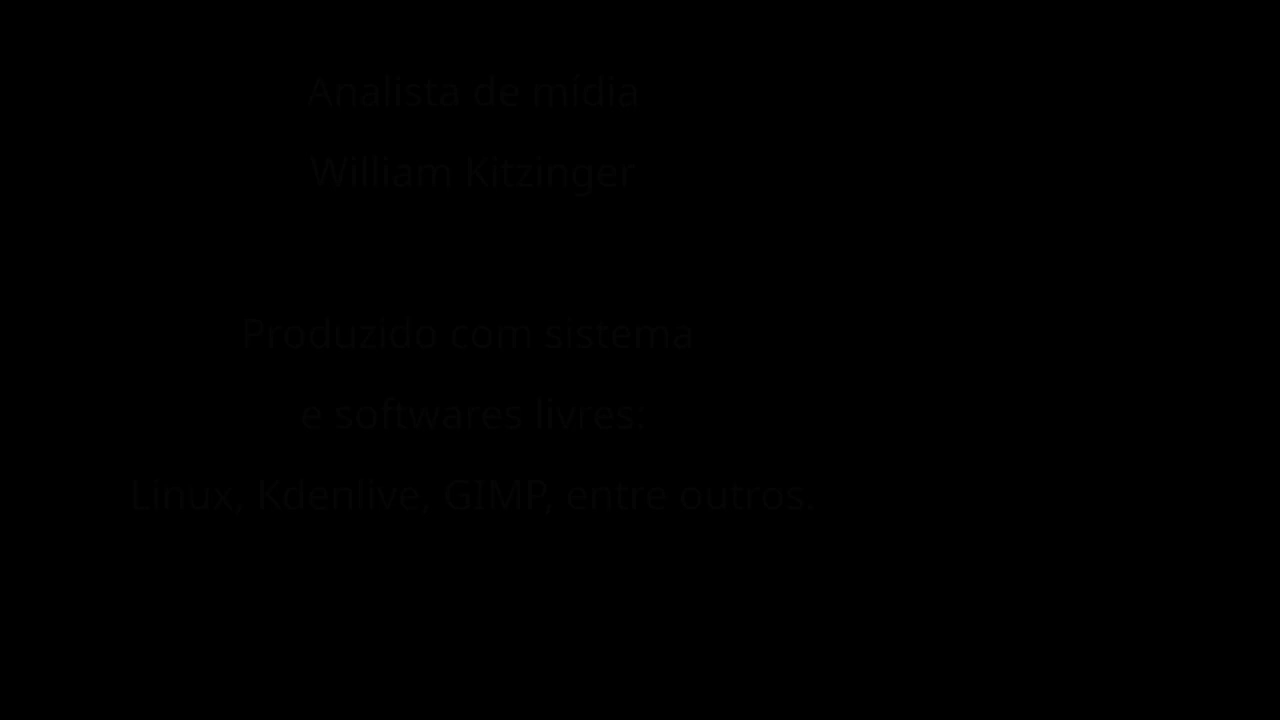 Analista de mídia
William Kitzinger
Produzido com sistema
e softwares livres:
Linux, Kdenlive, GIMP, entre outros.